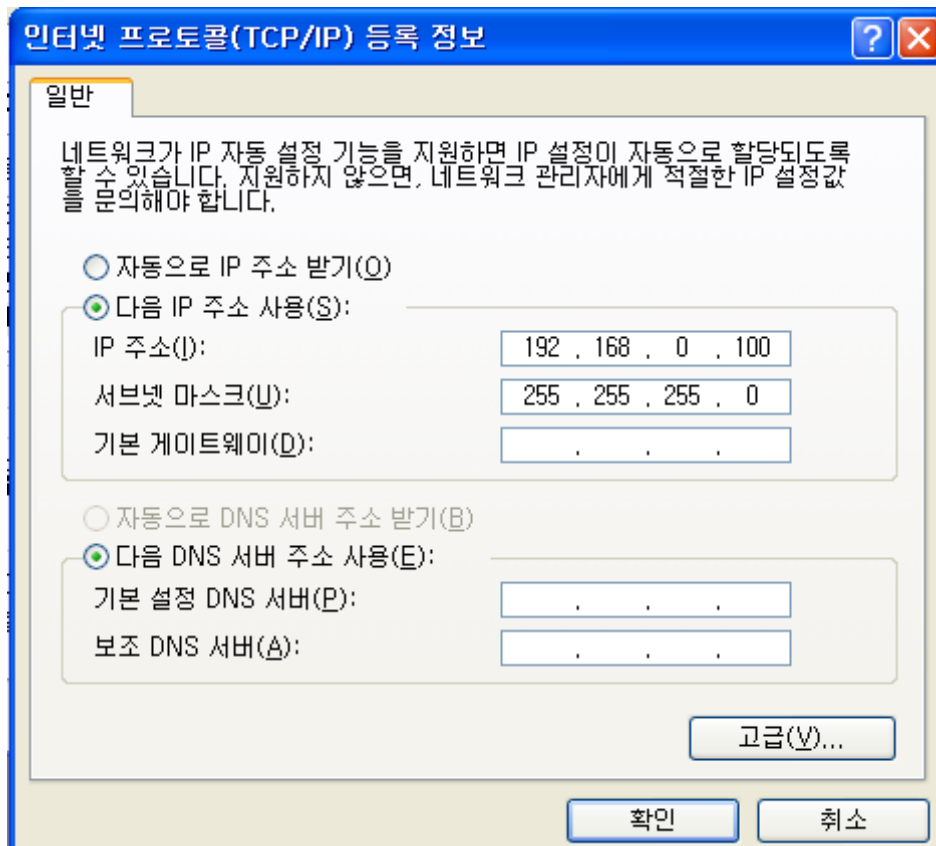 인터넷 프로토콜(TCP/IP) 등록 정보
일반
네트워크가 IP 자동 설정 기능을 지원하면 IP 설정이 자동으로 할당되도록
할 수 있습니다. 지원하지 않으면, 네트워크 관리자에게 적절한 IP 설정값
을 문의해야 합니다.
자동으로 IP 주소 받기(O)
다음 IP 주소 사용(S):
IP 주소(I): 192 . 168 . 0 . 100
서브넷 마스크(U): 255 . 255 . 255 . 0
기본 게이트웨이(D): . . .
자동으로 DNS 서버 주소 받기(B)
다음 DNS 서버 주소 사용(E):
기본 설정 DNS 서버(P): . . .
보조 DNS 서버(A): . . .
고급(V)...
확인 취소